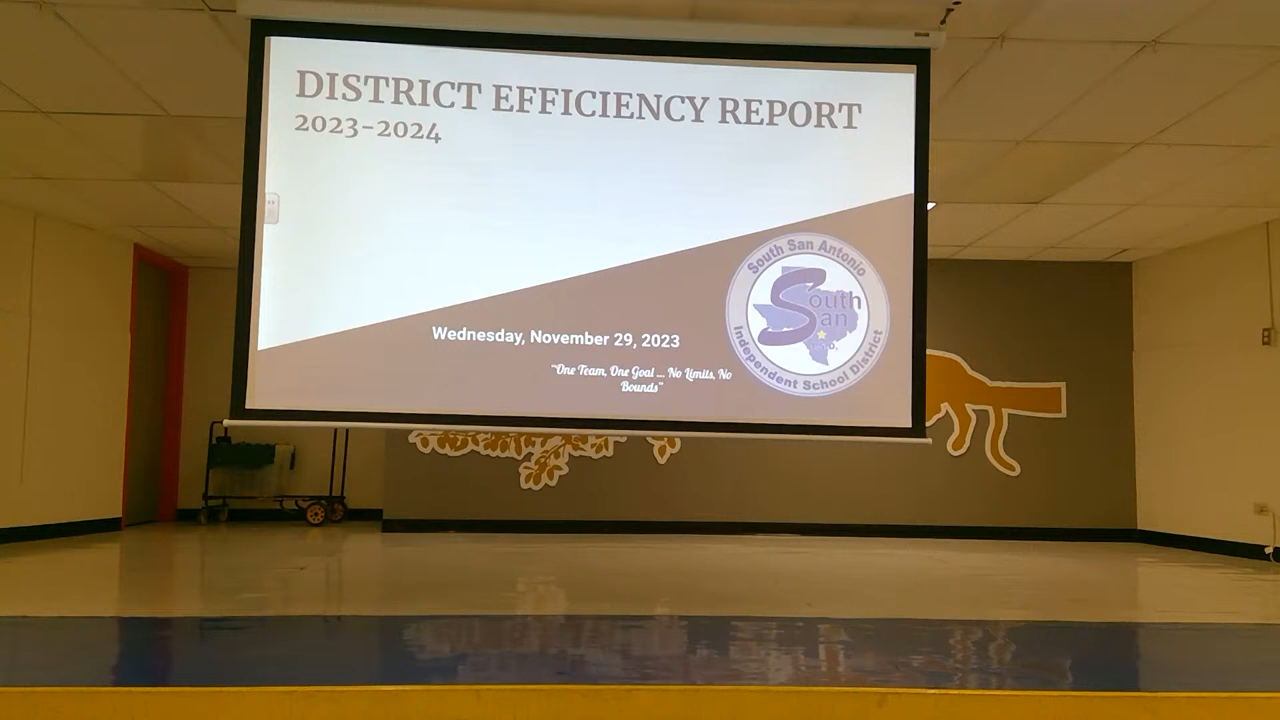 DISTRICT EFFICIENCY REPORT
2023-2024
Wednesday, November 29, 2023
"One Team, One Goal ... No Limits, No
Bounds"
South San Antonio
South
San
I.S.D.
Independent School District